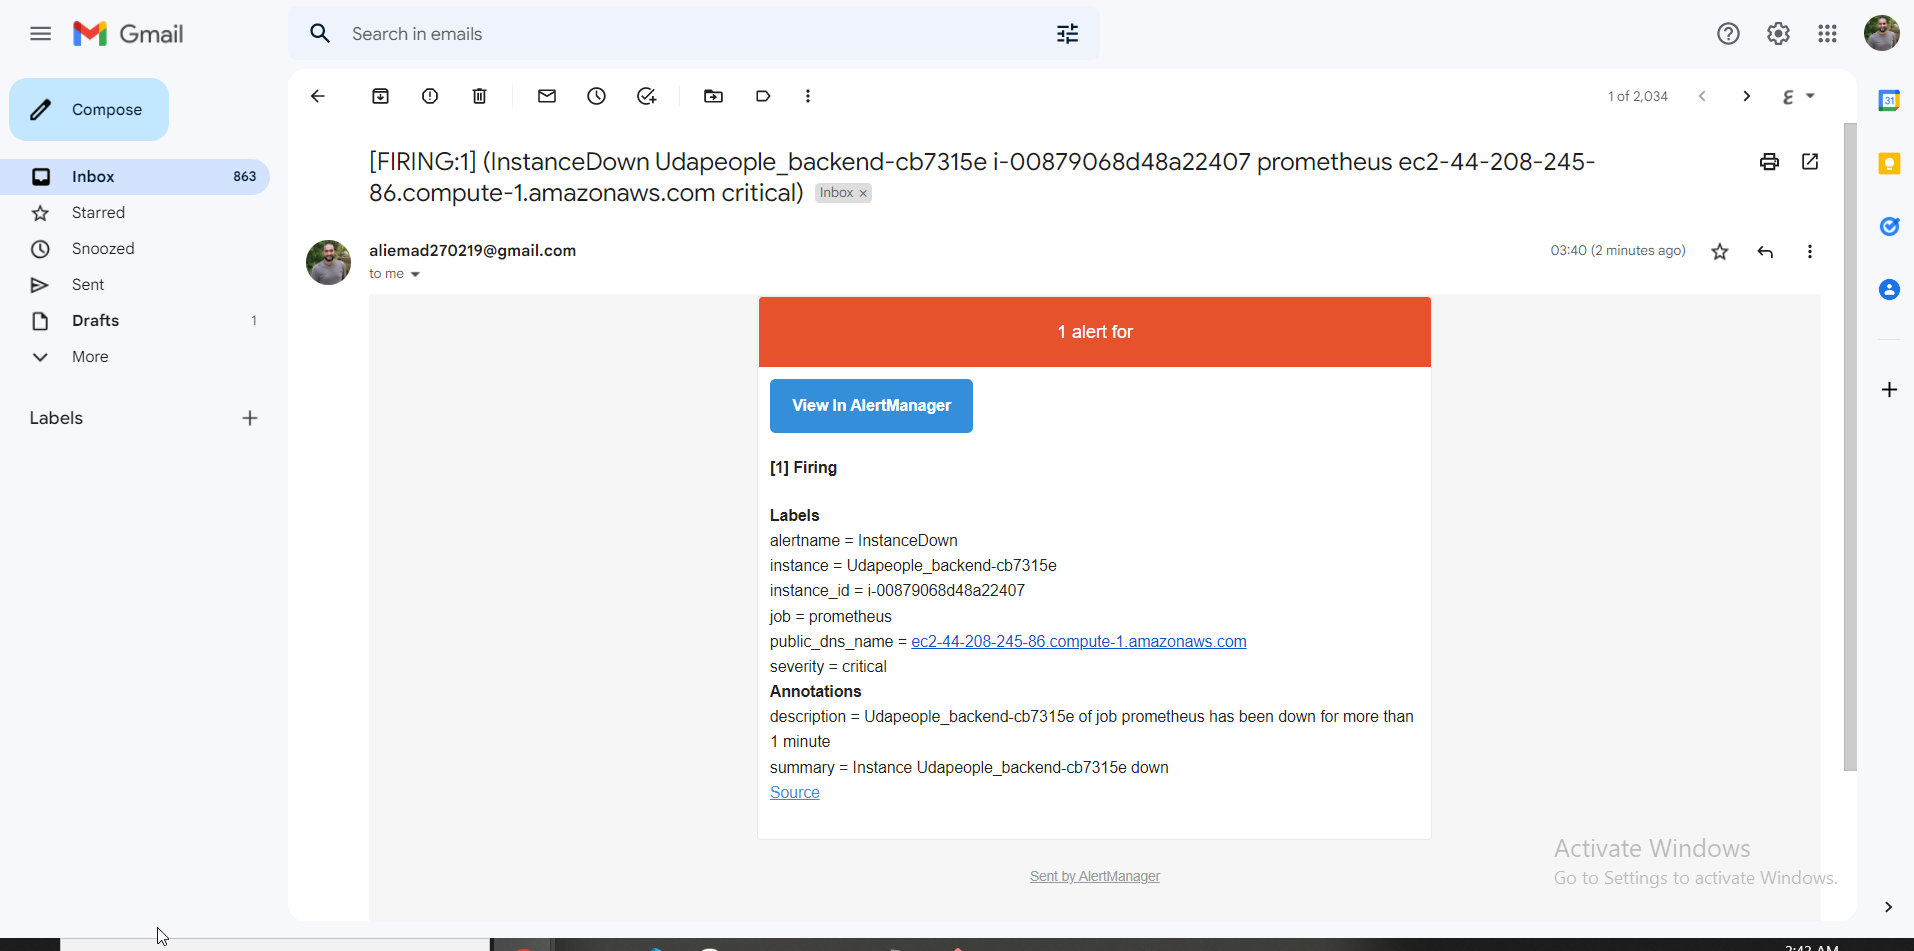 Gmail
Search in emails
Compose
1 of 2,034
31
Inbox 863
Starred
Snoozed
Sent
Drafts 1
More
Labels
[FIRING:1] (InstanceDown Udapeople_backend-cb7315e i-00879068d48a22407 prometheus ec2-44-208-245-
86.compute-1.amazonaws.com critical) Inbox ×
aliemad270219@gmail.com
03:40 (2 minutes ago)
to me
1 alert for
View In AlertManager
[1] Firing
Labels
alertname = InstanceDown
instance = Udapeople_backend-cb7315e
instance_id = i-00879068d48a22407
job = prometheus
public_dns_name = ec2-44-208-245-86.compute-1.amazonaws.com
severity = critical
Annotations
description = Udapeople_backend-cb7315e of job prometheus has been down for more than
1 minute
summary = Instance Udapeople_backend-cb7315e down
Source
Sent by AlertManager
Activate Windows
Go to Settings to activate Windows.